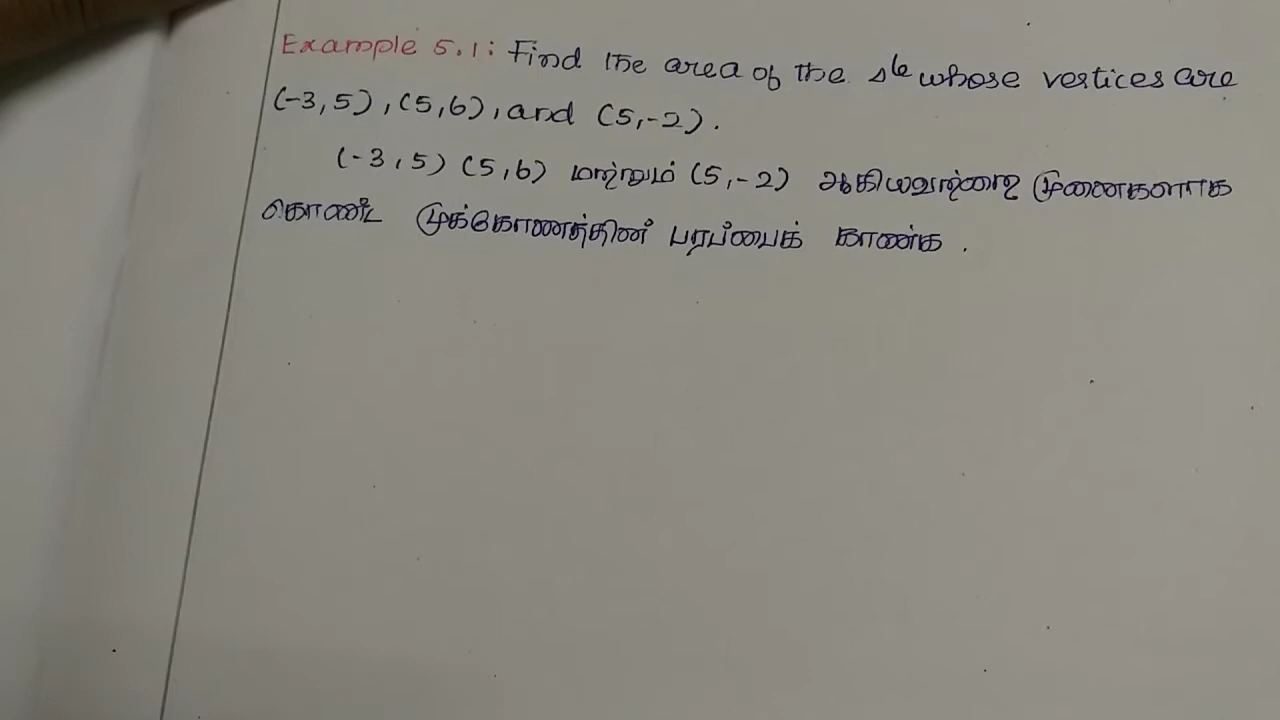 Example 5.1: Find the area of the Δle whose vertices are
(-3,5), (5,6), and (5,-2).
(-3,5) (5,6) மற்றும் (5,-2) ஆகியவற்றை முனைகளாக
கொண்ட முக்கோணத்தின் பரப்பைக் காண்க.